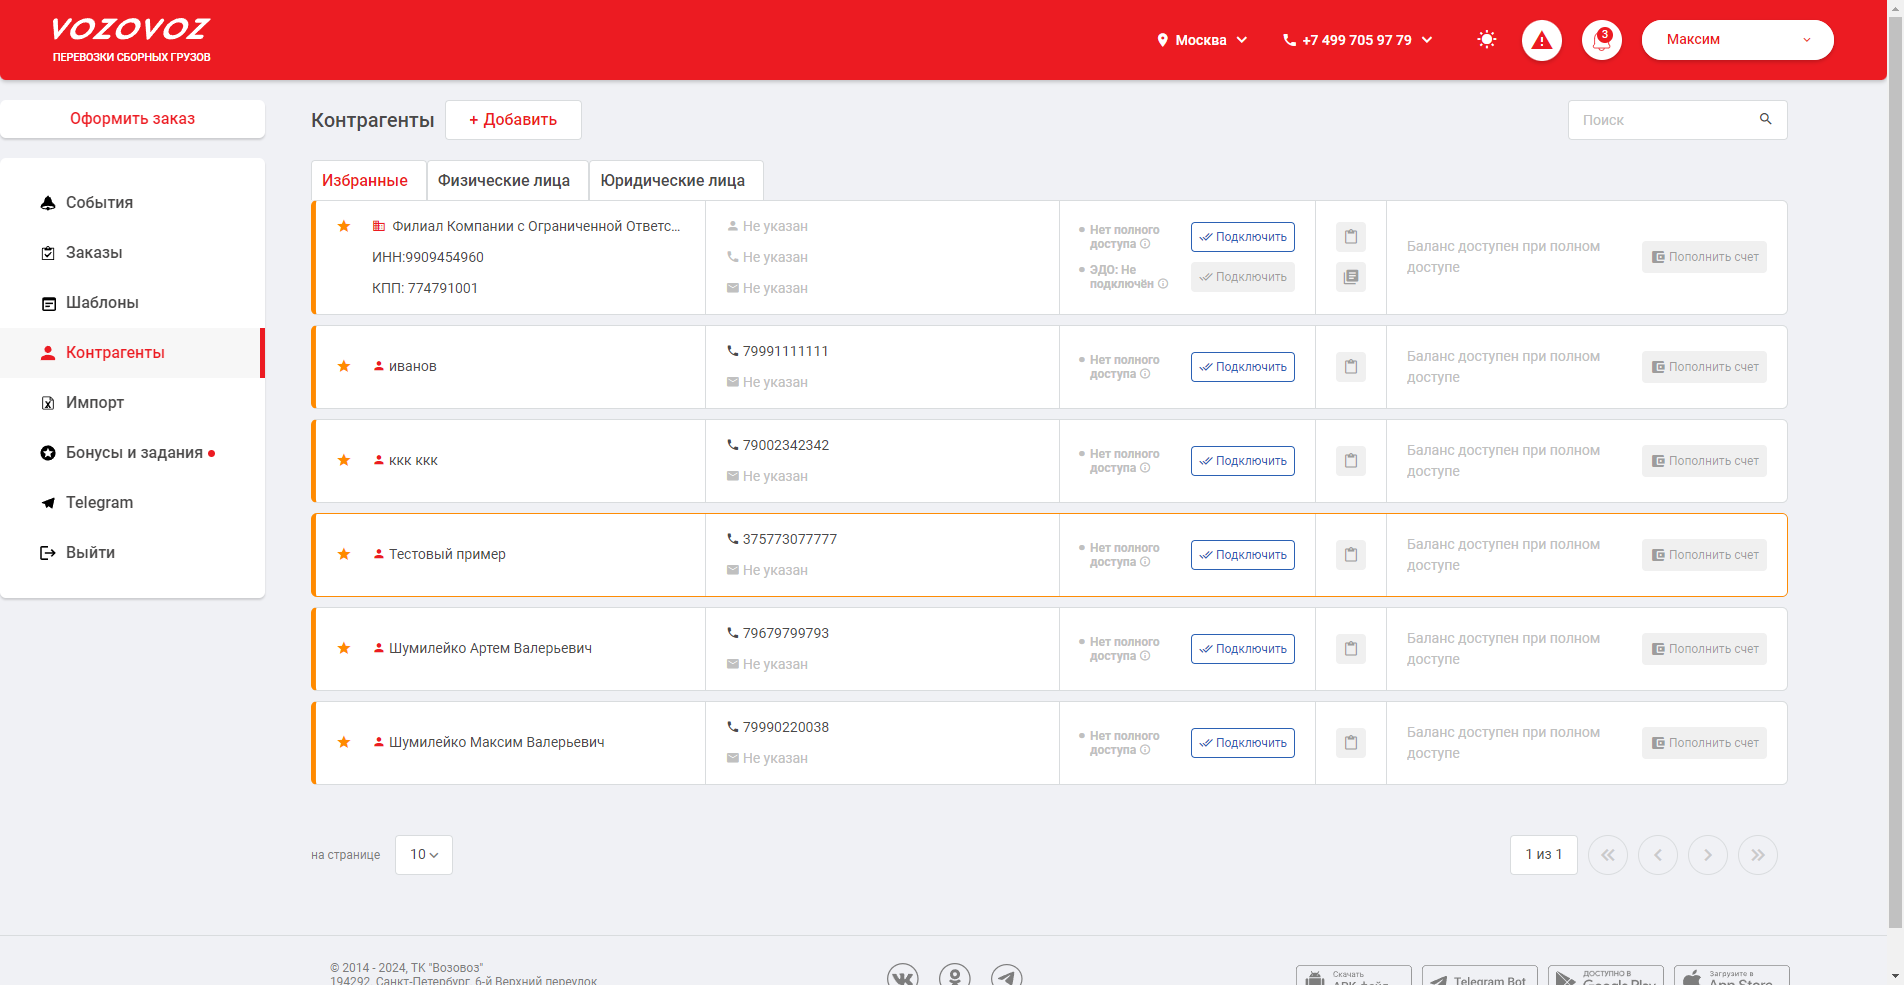 VOZOVOZ
ПЕРЕВОЗКИ СБОРНЫХ ГРУЗОВ
Москва
+7 499 705 97 79
3
Максим
Оформить заказ
Контрагенты
+ Добавить
Поиск
События
Заказы
Шаблоны
Контрагенты
Импорт
Бонусы и задания
Telegram
Выйти
Избранные
Физические лица
Юридические лица
Филиал Компании с Ограниченной Ответс...
ИНН:9909454960
КПП: 774791001
Не указан
Не указан
Не указан
Нет полного
доступа
Подключить
ЭДО: Не
подключён
Подключить
Баланс доступен при полном
доступе
Пополнить счет
иванов
79991111111
Не указан
Нет полного
доступа
Подключить
Баланс доступен при полном
доступе
Пополнить счет
ккк ккк
79002342342
Не указан
Нет полного
доступа
Подключить
Баланс доступен при полном
доступе
Пополнить счет
Тестовый пример
375773077777
Не указан
Нет полного
доступа
Подключить
Баланс доступен при полном
доступе
Пополнить счет
Шумилейко Артем Валерьевич
79679799793
Не указан
Нет полного
доступа
Подключить
Баланс доступен при полном
доступе
Пополнить счет
Шумилейко Максим Валерьевич
79990220038
Не указан
Нет полного
доступа
Подключить
Баланс доступен при полном
доступе
Пополнить счет
на странице
10
1 из 1
© 2014 - 2024, ТК "Возовоз"
194292, Санкт-Петербург, 6-й Верхний переулок
Скачать
APK файл
Telegram Bot
ДОСТУПНО В
Google Play
Загрузите в
App Store